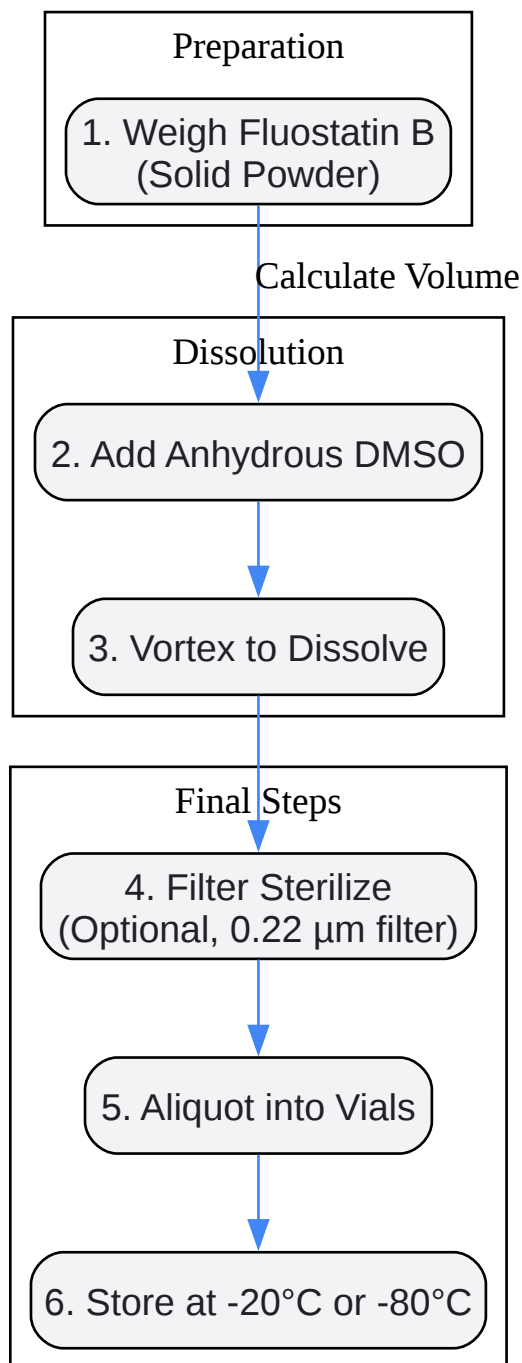 Preparation
1. Weigh Fluostatin B
(Solid Powder)
Calculate Volume
Dissolution
2. Add Anhydrous DMSO
3. Vortex to Dissolve
Final Steps
4. Filter Sterilize
(Optional, 0.22 µm filter)
5. Aliquot into Vials
6. Store at -20°C or -80°C